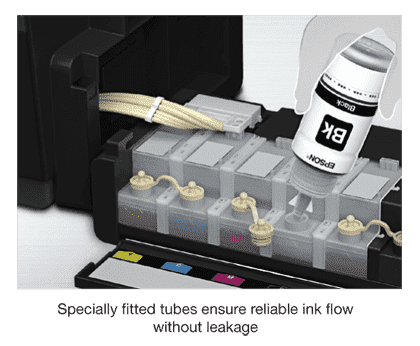 Black
BK
EPSON
Y
C
M
Specially fitted tubes ensure reliable ink flow
without leakage